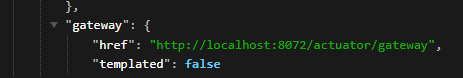 },
"gateway": {
"href": "http://localhost:8072/actuator/gateway",
"templated": false